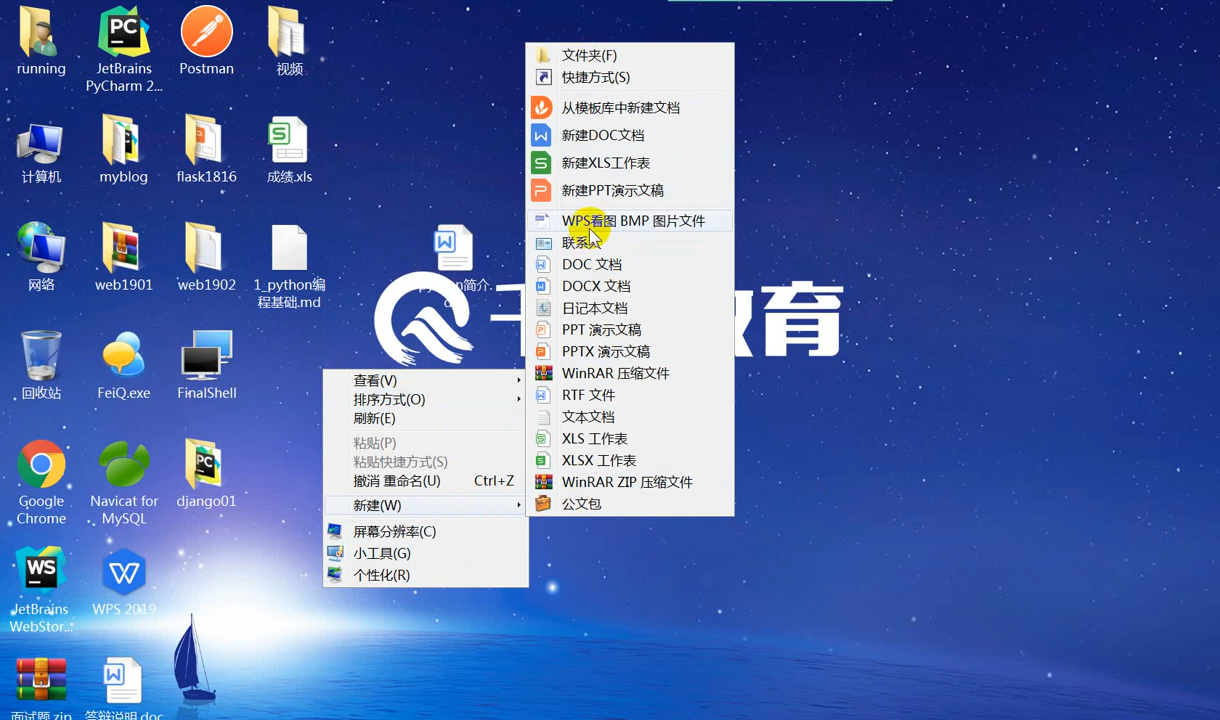 running
JetBrains
PyCharm 2...
Postman
视频
计算机
myblog
flask1816
成绩.xls
网络
web1901
web1902
1_python编
程基础.md
回收站
FeiQ.exe
FinalShell
Google
Chrome
Navicat for
MySQL
django01
JetBrains
WebStor...
WPS 2019
面试题.zip
答辩说明.doc
查看(V)
排序方式(O)
刷新(E)
粘贴(P)
粘贴快捷方式(S)
撤消 重命名(U) Ctrl+Z
新建(W)
屏幕分辨率(C)
小工具(G)
个性化(R)
文件夹(F)
快捷方式(S)
从模板库中新建文档
新建DOC文档
新建XLS工作表
新建PPT演示文稿
WPS看图 BMP 图片文件
联系人
DOC 文档
DOCX 文档
日记本文档
PPT 演示文稿
PPTX 演示文稿
WinRAR 压缩文件
RTF 文件
文本文档
XLS 工作表
XLSX 工作表
WinRAR ZIP 压缩文件
公文包
育